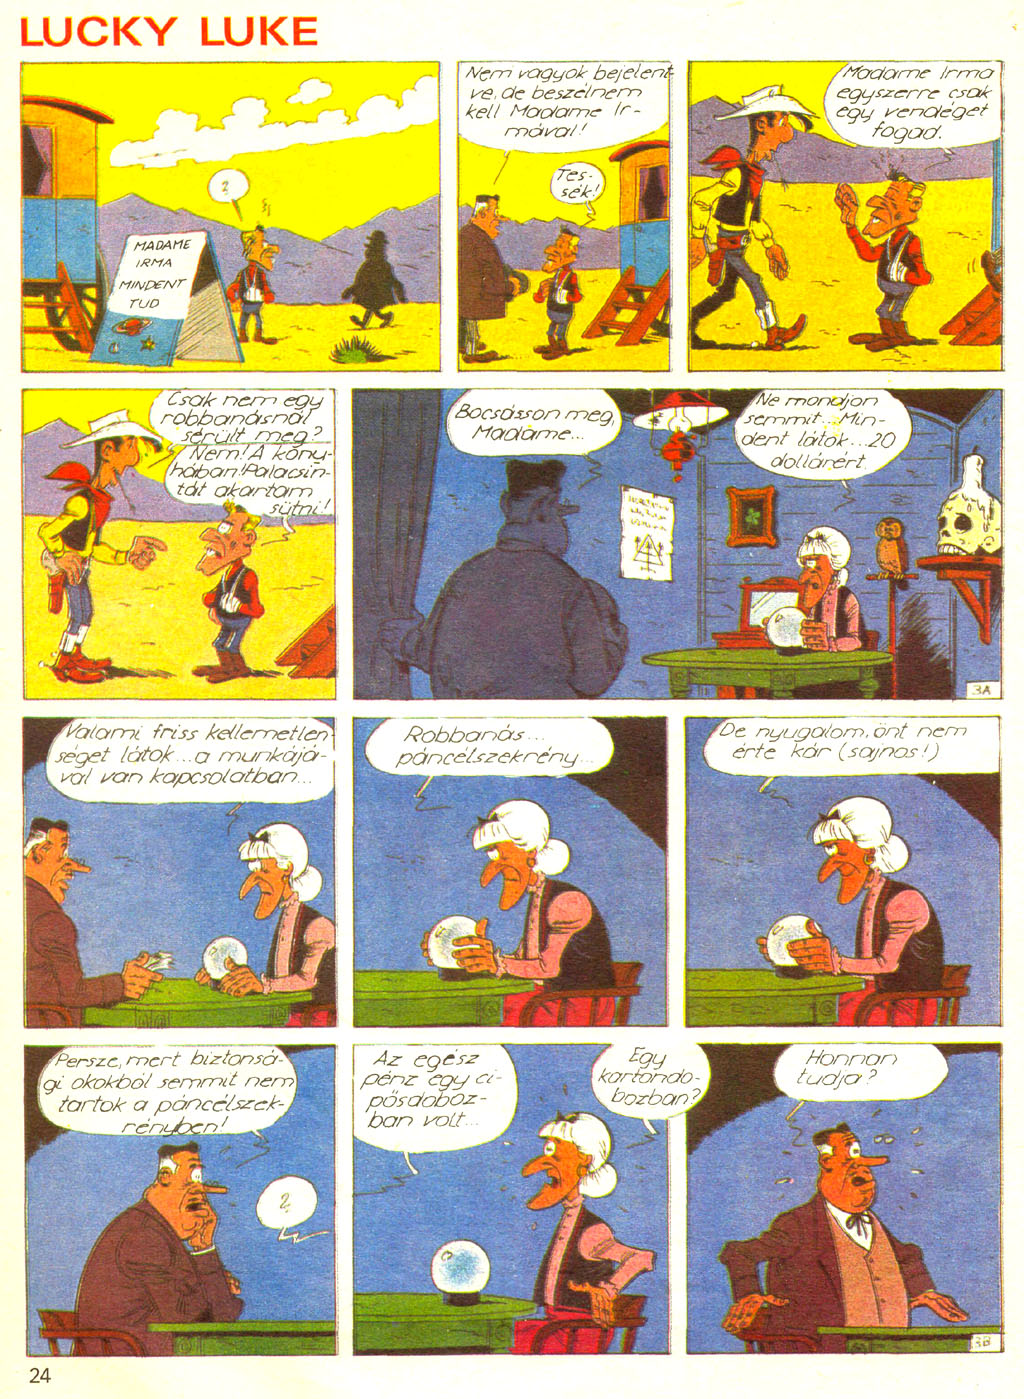 LUCKY LUKE
?
MADAME
IRMA
MINDENT
TUD
Nem vagyok bejelent-
ve, de beszélnem
kell Madame Ir-
mával!
Tes-
sék!
Madame Irma
egyszerre csak
egy vendéget
fogad.
Csak nem egy
robbanásnál
sérült meg?
Nem! A kony-
hában! Palacsin-
tát akartam
sütni!
Bocsásson meg,
Madame...
Ne mondjon
semmit... Min-
dent látok...20
dollárért.
3A
Valami friss kellemetlen-
séget látok...a munkájá-
val van kapcsolatban...
Robbanás...
páncélszekrény...
De nyugalom, önt nem
érte kár (sajnos!)
Persze, mert biztonsá-
gi okokból semmit nem
tartok a páncélszek-
rényben!
?
Az egész
pénz egy ci-
pősdoboz-
ban volt...
Egy
kartondo-
bozban?
Honnan
tudja?
3B
24